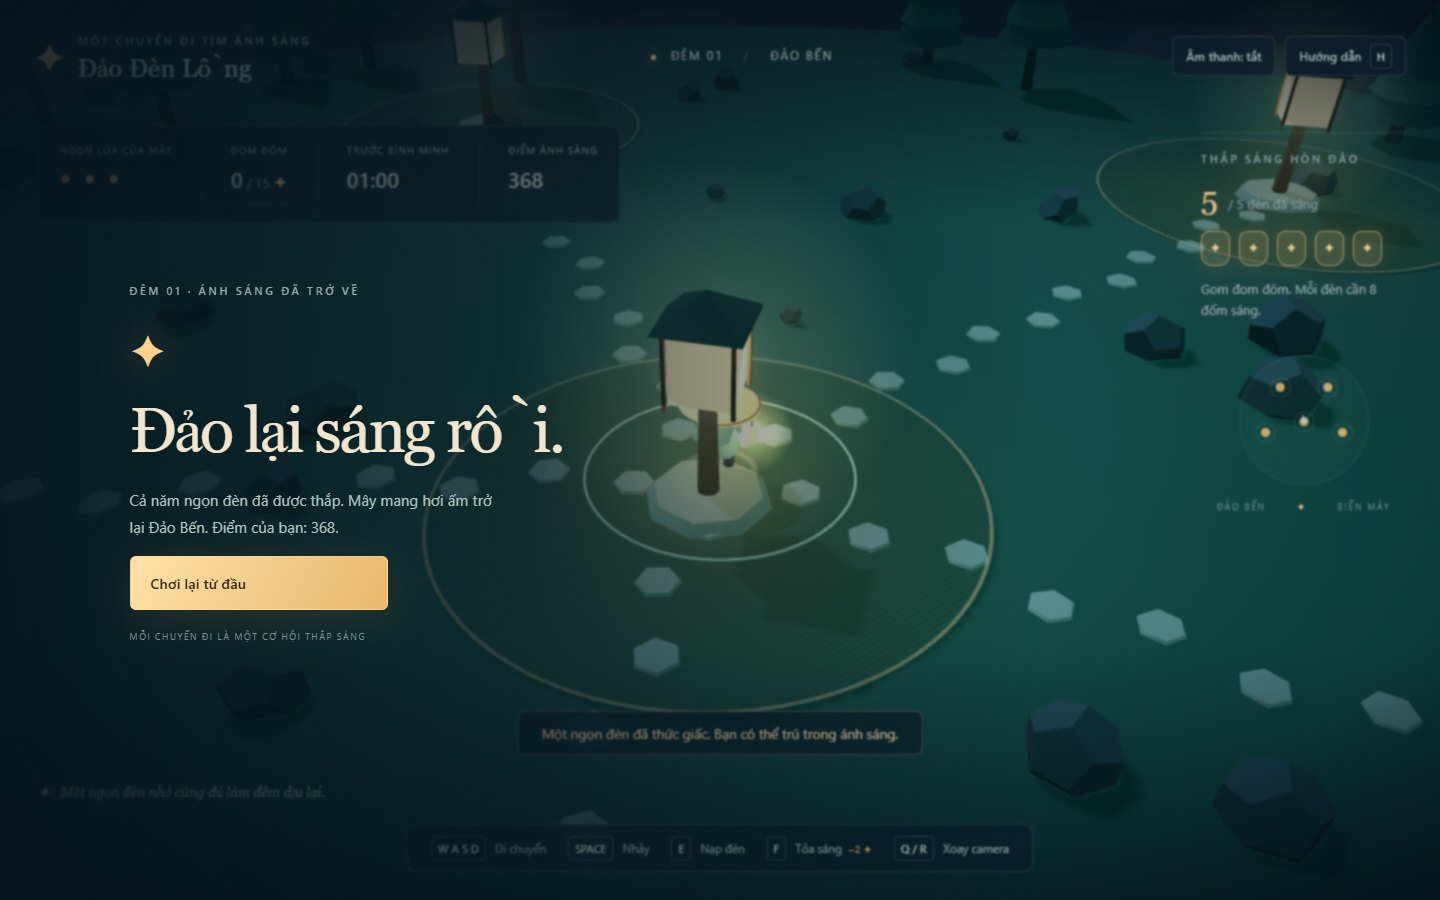 MỘT CHUYẾN ĐI TÌM ÁNH SÁNG
Đảo Đèn Lồng
ĐÊM 01 / ĐẢO BẾN
Âm thanh: tắt
Hướng dẫn H
NGỌN LỬA CỦA MÂY
ĐOM ĐÓM
0 / 15
TRƯỚC BÌNH MINH
01:00
ĐIỂM ÁNH SÁNG
368
THẮP SÁNG HÒN ĐẢO
5 / 5 đèn đã sáng
Gom đom đóm. Mỗi đèn cần 8
đốm sáng.
ĐẢO BẾN
BIỂN MÂY
ĐÊM 01 · ÁNH SÁNG ĐÃ TRỞ VỀ
Đảo lại sáng rồi.
Cả năm ngọn đèn đã được thắp. Mây mang hơi ấm trở
lại Đảo Bến. Điểm của bạn: 368.
Chơi lại từ đầu
MỖI CHUYẾN ĐI LÀ MỘT CƠ HỘI THẮP SÁNG
Một ngọn đèn đã thức giấc. Bạn có thể trú trong ánh sáng.
Một ngọn đèn nhỏ cũng đủ làm đêm dịu lại.
W A S D Di chuyển
SPACE Nhảy
E Nạp đèn
F Tỏa sáng −2
Q / R Xoay camera